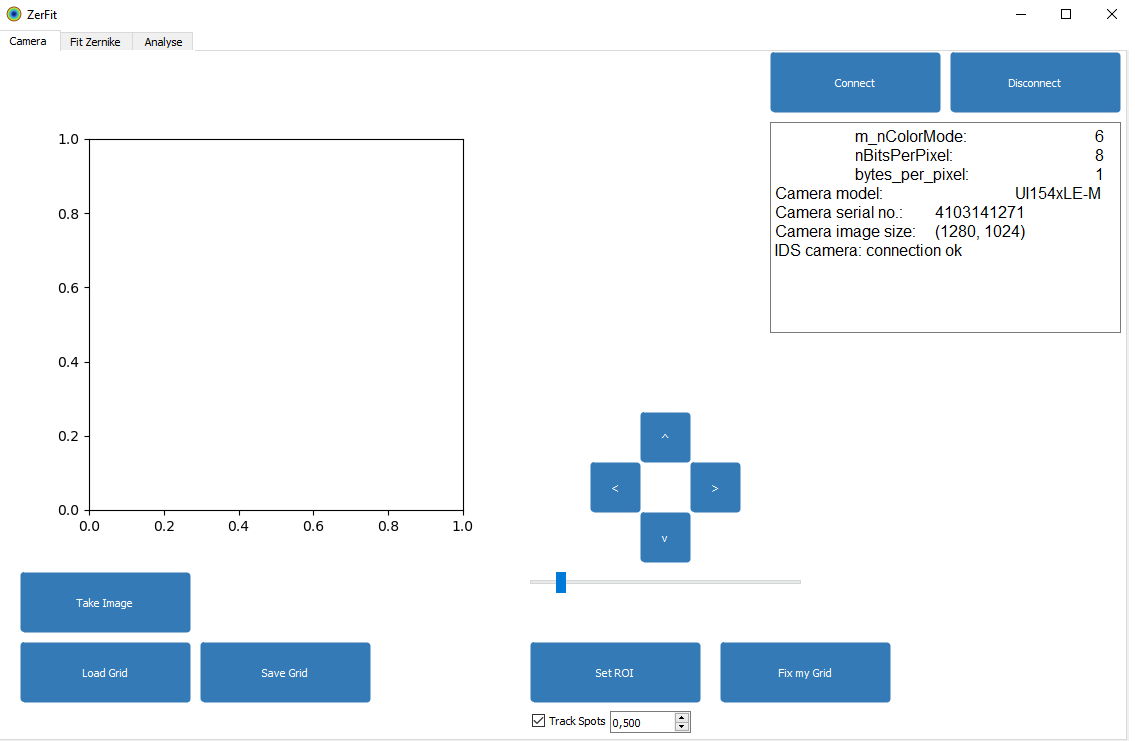 ZerFit
Camera Fit Zernike Analyse
Connect Disconnect
m_nColorMode: 6
nBitsPerPixel: 8
bytes_per_pixel: 1
Camera model: UI154xLE-M
Camera serial no.: 4103141271
Camera image size: (1280, 1024)
IDS camera: connection ok
1.0
0.8
0.6
0.4
0.2
0.0
0.0 0.2 0.4 0.6 0.8 1.0
^
< >
v
Take Image
Load Grid Save Grid Set ROI Fix my Grid
Track Spots 0,500